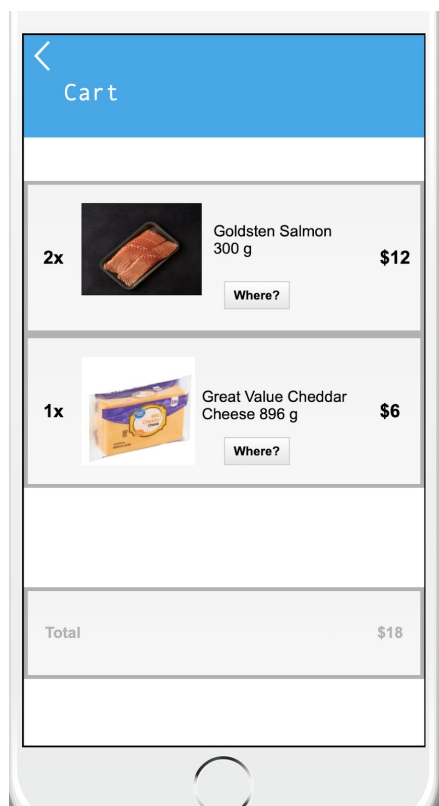 Cart
2x
Goldsten Salmon
300 g
$12
Where?
1x
Great Value Cheddar
Cheese 896 g
$6
Where?
Total
$18